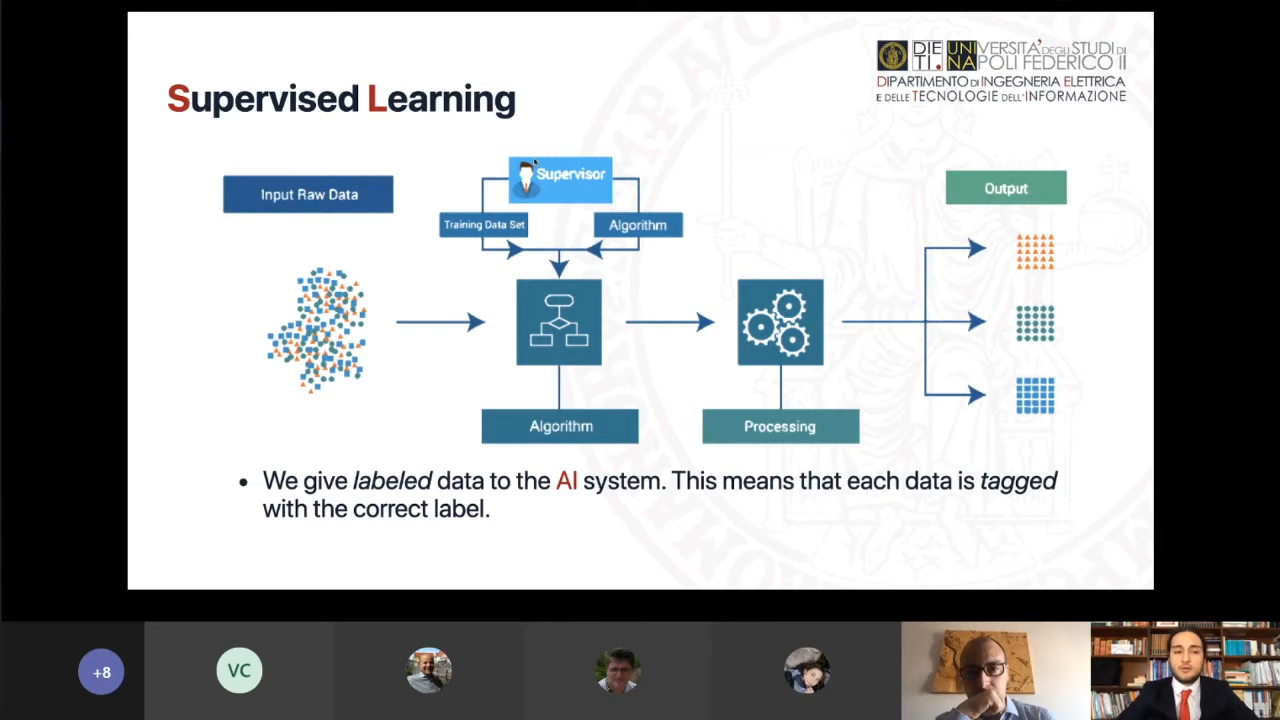 DIE UNIVERSITA' DEGLI STUDI DI
TI. NAPOLI FEDERICO II
DIPARTIMENTO DI INGEGNERIA ELETTRICA
E DELLE TECNOLOGIE DELL'INFORMAZIONE
Supervised Learning
Supervisor
Input Raw Data
Output
Training Data Set
Algorithm
Algorithm
Processing
• We give labeled data to the AI system. This means that each data is tagged
with the correct label.
+8
VC